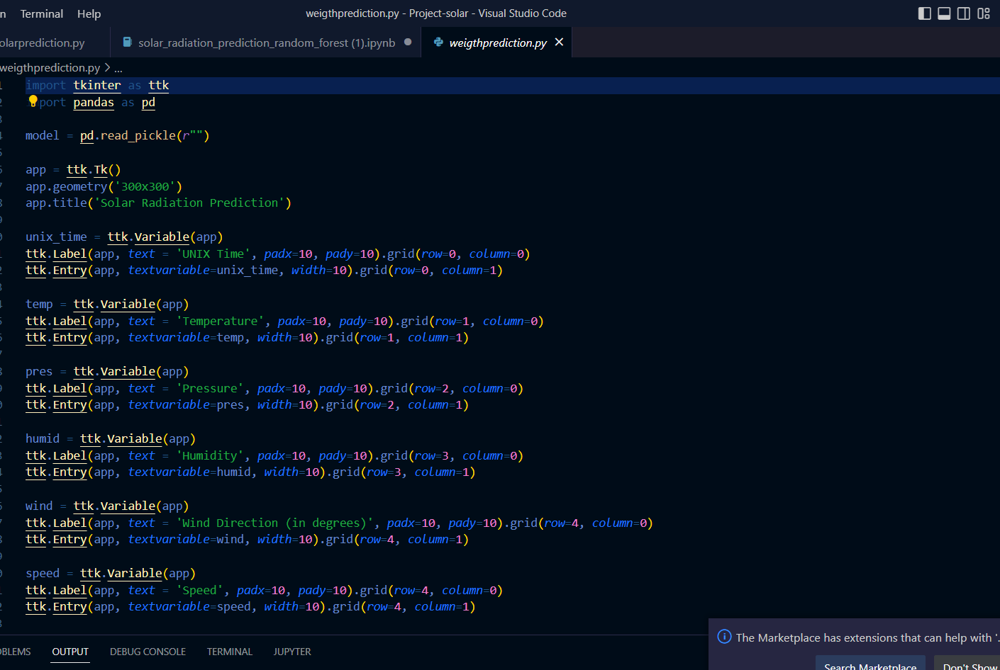 Terminal Help weigthprediction.py - Project-solar - Visual Studio Code
olarprediction.py solar_radiation_prediction_random_forest (1).ipynb weigthprediction.py
weigthprediction.py > ...
import tkinter as ttk
port pandas as pd
model = pd.read_pickle(r"")
app = ttk.Tk()
app.geometry('300x300')
app.title('Solar Radiation Prediction')
unix_time = ttk.Variable(app)
ttk.Label(app, text = 'UNIX Time', padx=10, pady=10).grid(row=0, column=0)
ttk.Entry(app, textvariable=unix_time, width=10).grid(row=0, column=1)
temp = ttk.Variable(app)
ttk.Label(app, text = 'Temperature', padx=10, pady=10).grid(row=1, column=0)
ttk.Entry(app, textvariable=temp, width=10).grid(row=1, column=1)
pres = ttk.Variable(app)
ttk.Label(app, text = 'Pressure', padx=10, pady=10).grid(row=2, column=0)
ttk.Entry(app, textvariable=pres, width=10).grid(row=2, column=1)
humid = ttk.Variable(app)
ttk.Label(app, text = 'Humidity', padx=10, pady=10).grid(row=3, column=0)
ttk.Entry(app, textvariable=humid, width=10).grid(row=3, column=1)
wind = ttk.Variable(app)
ttk.Label(app, text = 'Wind Direction (in degrees)', padx=10, pady=10).grid(row=4, column=0)
ttk.Entry(app, textvariable=wind, width=10).grid(row=4, column=1)
speed = ttk.Variable(app)
ttk.Label(app, text = 'Speed', padx=10, pady=10).grid(row=4, column=0)
ttk.Entry(app, textvariable=speed, width=10).grid(row=4, column=1)
The Marketplace has extensions that can help with '.
OBLEMS OUTPUT DEBUG CONSOLE TERMINAL JUPYTER
Search Marketplace Don't Show